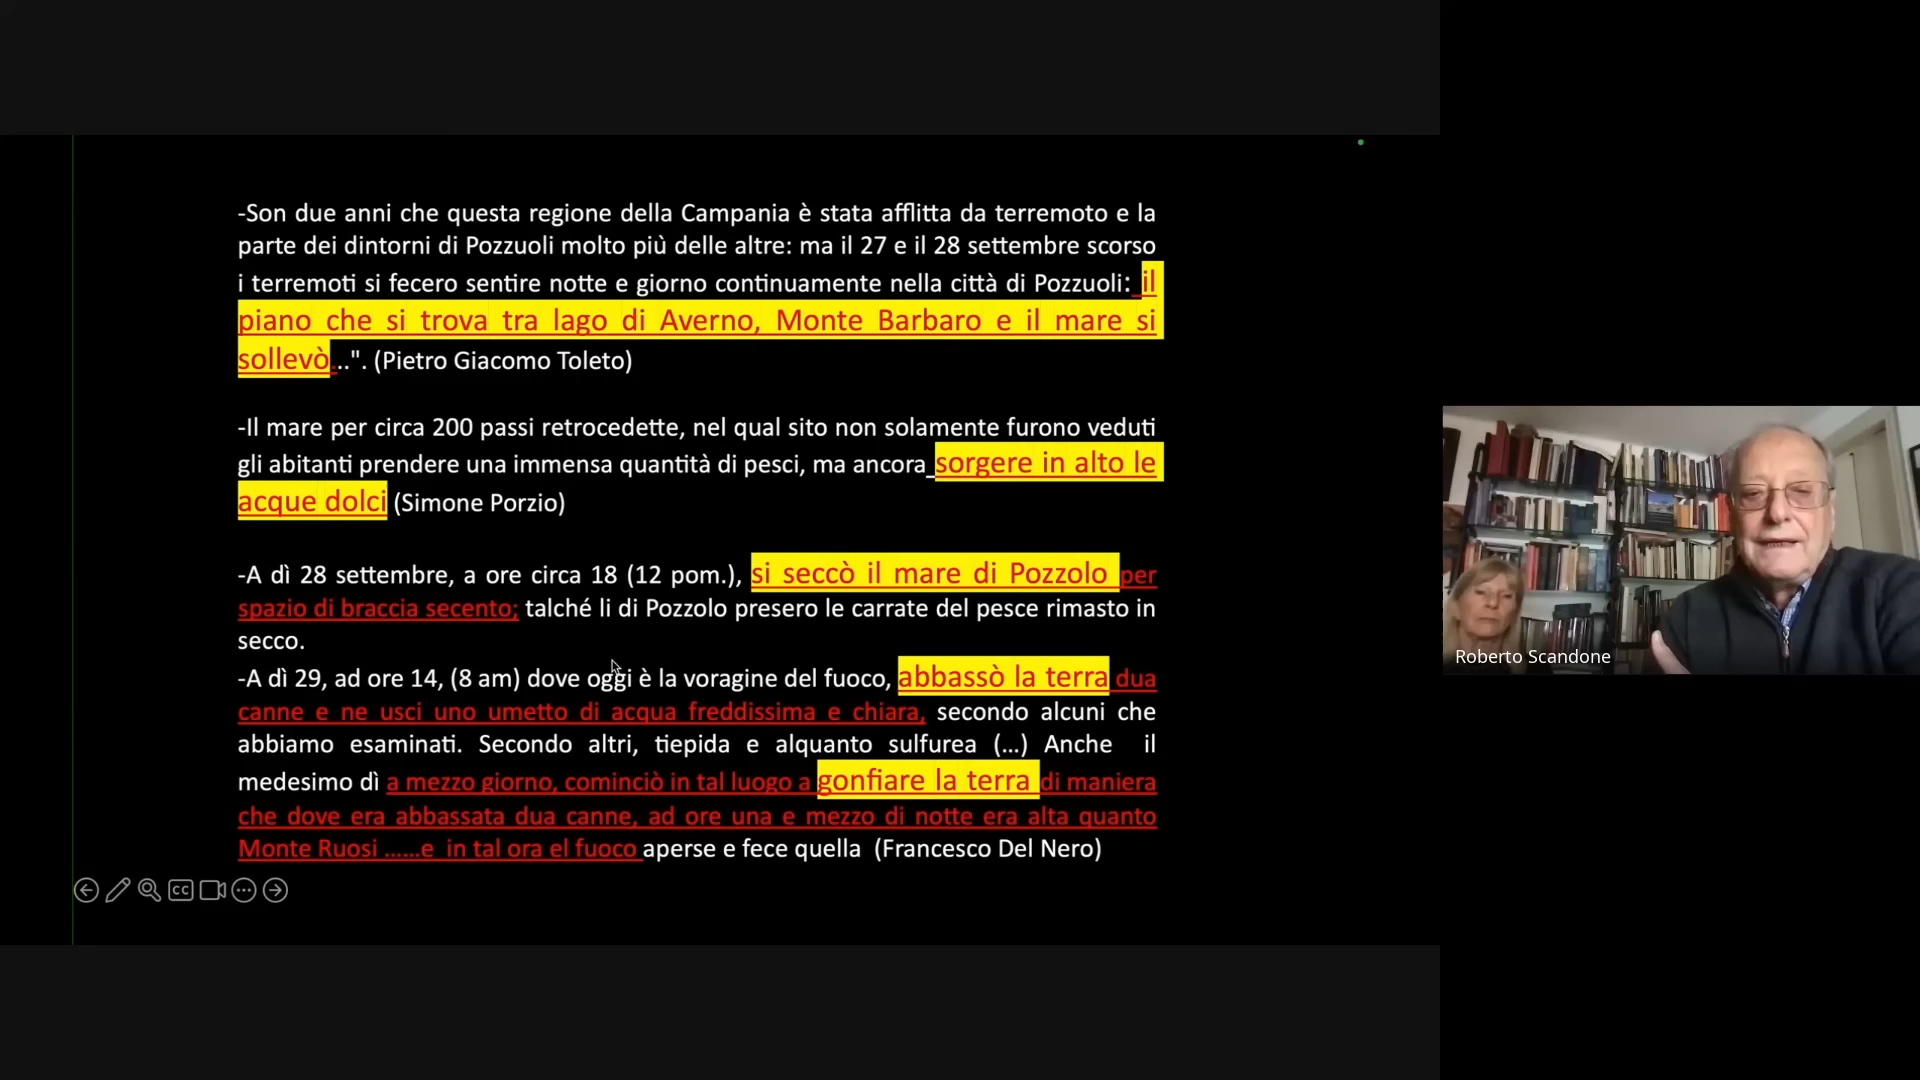 -Son due anni che questa regione della Campania è stata afflitta da terremoto e la
parte dei dintorni di Pozzuoli molto più delle altre: ma il 27 e il 28 settembre scorso
i terremoti si fecero sentire notte e giorno continuamente nella città di Pozzuoli: il
piano che si trova tra lago di Averno, Monte Barbaro e il mare si
sollevò...". (Pietro Giacomo Toleto)
-Il mare per circa 200 passi retrocedette, nel qual sito non solamente furono veduti
gli abitanti prendere una immensa quantità di pesci, ma ancora sorgere in alto le
acque dolci (Simone Porzio)
-A dì 28 settembre, a ore circa 18 (12 pom.), si seccò il mare di Pozzolo per
spazio di braccia secento; talché li di Pozzolo presero le carrate del pesce rimasto in
secco.
-A dì 29, ad ore 14, (8 am) dove oggi è la voragine del fuoco, abbassò la terra dua
canne e ne usci uno umetto di acqua freddissima e chiara, secondo alcuni che
abbiamo esaminati. Secondo altri, tiepida e alquanto sulfurea (...) Anche il
medesimo dì a mezzo giorno, cominciò in tal luogo a gonfiare la terra di maniera
che dove era abbassata dua canne, ad ore una e mezzo di notte era alta quanto
Monte Ruosi ......e in tal ora el fuoco aperse e fece quella (Francesco Del Nero)
CC
Roberto Scandone